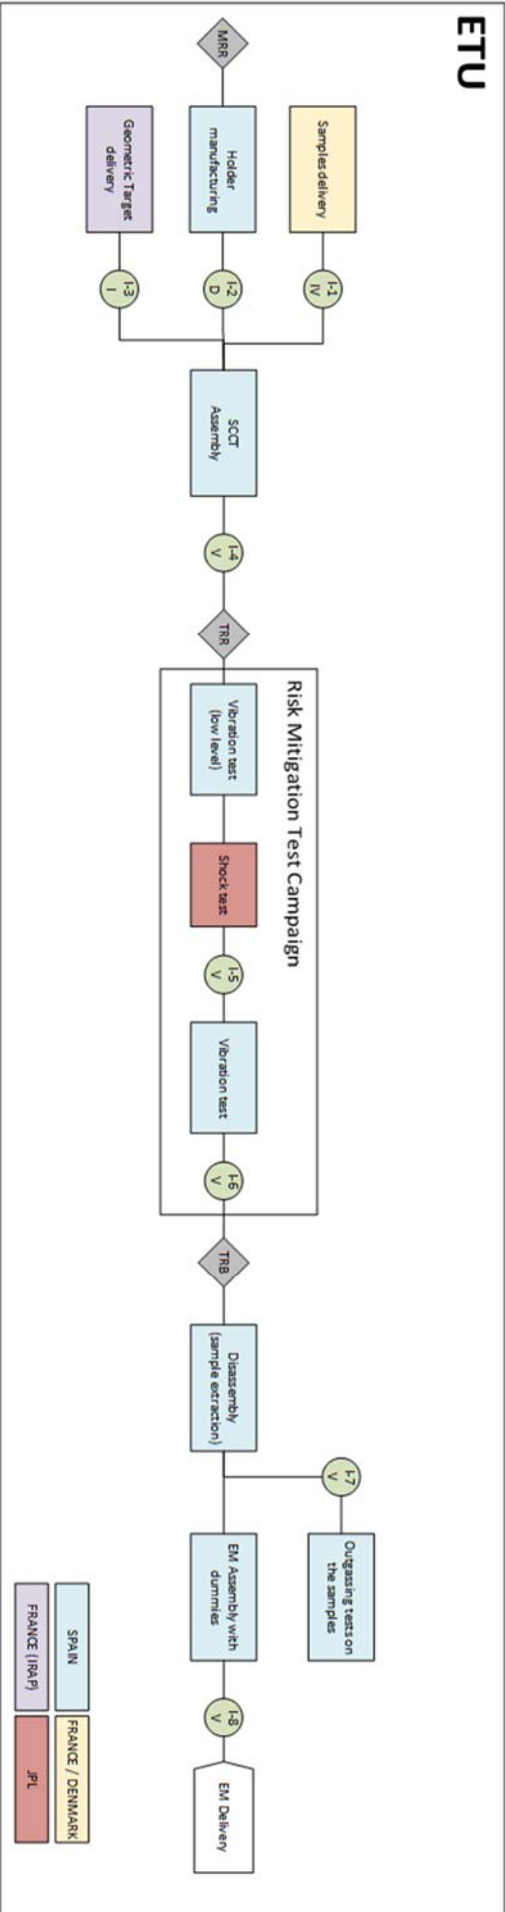 ETU
MRR
Samples delivery
I-1
IV
Holder
manufacturing
I-2
D
Geometric Target
delivery
I-3
I
SCCT
Assembly
I-4
V
TRR
Risk Mitigation Test Campaign
Vibration test
(low level)
Shock test
I-5
V
Vibration test
I-6
V
TRB
Disassembly
(sample extraction)
I-7
V
Outgassing tests on
the samples
EM Assembly with
dummies
I-8
V
EM Delivery
SPAIN
FRANCE / DENMARK
FRANCE (IRAP)
JPL